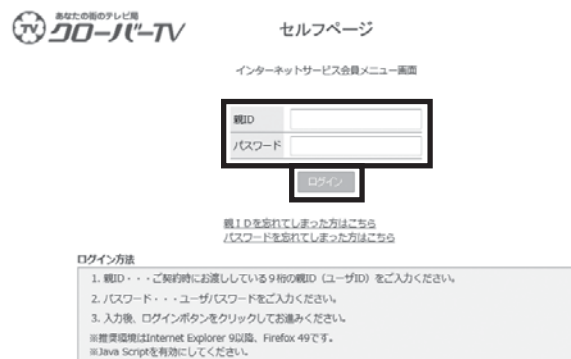 あなたの街のテレビ局
クローバーTV
セルフページ
インターネットサービス会員メニュー画面
親ID
パスワード
ログイン
親IDを忘れてしまった方はこちら
パスワードを忘れてしまった方はこちら
ログイン方法
1. 親ID・・・ご契約時にお渡ししている9桁の親ID(ユーザID)をご入力ください。
2. パスワード・・・ユーザパスワードをご入力ください。
3. 入力後、ログインボタンをクリックしてお進みください。
※推奨環境はInternet Explorer 9以降、Firefox 49です。
※Java Scriptを有効にしてください。